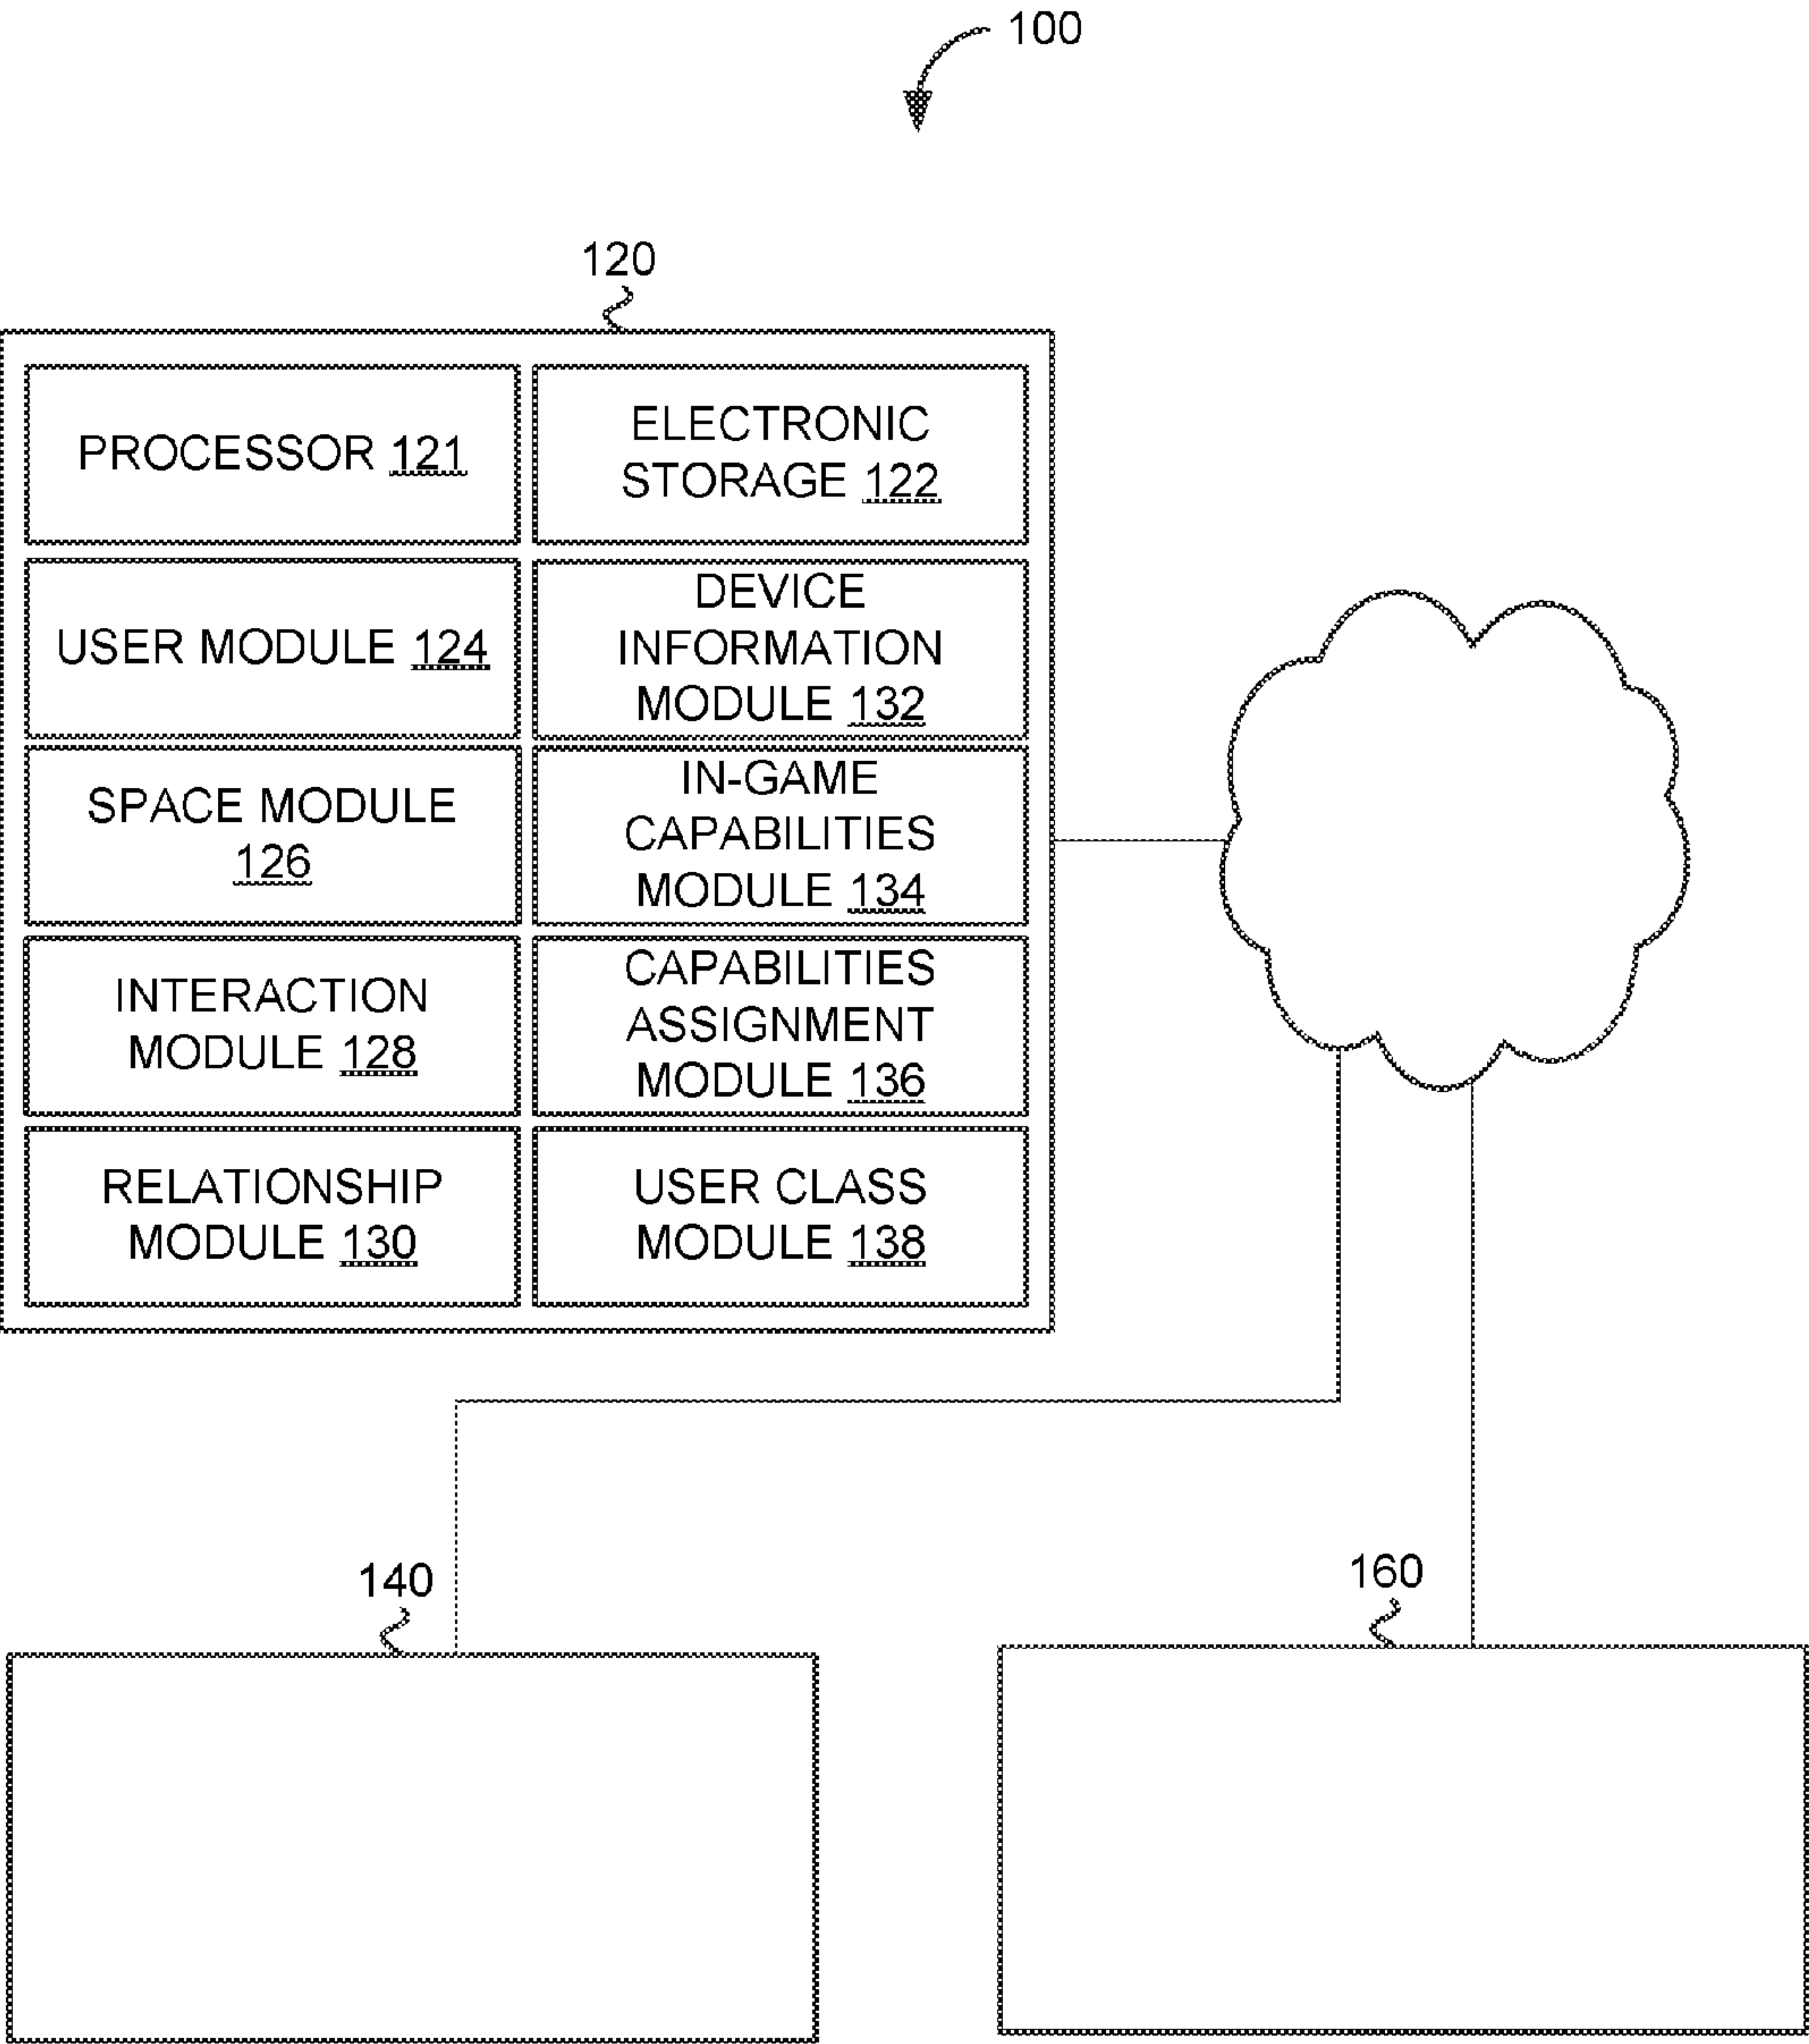 100
120
PROCESSOR 121
ELECTRONIC
STORAGE 122
USER MODULE 124
DEVICE
INFORMATION
MODULE 132
SPACE MODULE
126
IN-GAME
CAPABILITIES
MODULE 134
INTERACTION
MODULE 128
CAPABILITIES
ASSIGNMENT
MODULE 136
RELATIONSHIP
MODULE 130
USER CLASS
MODULE 138
140
160